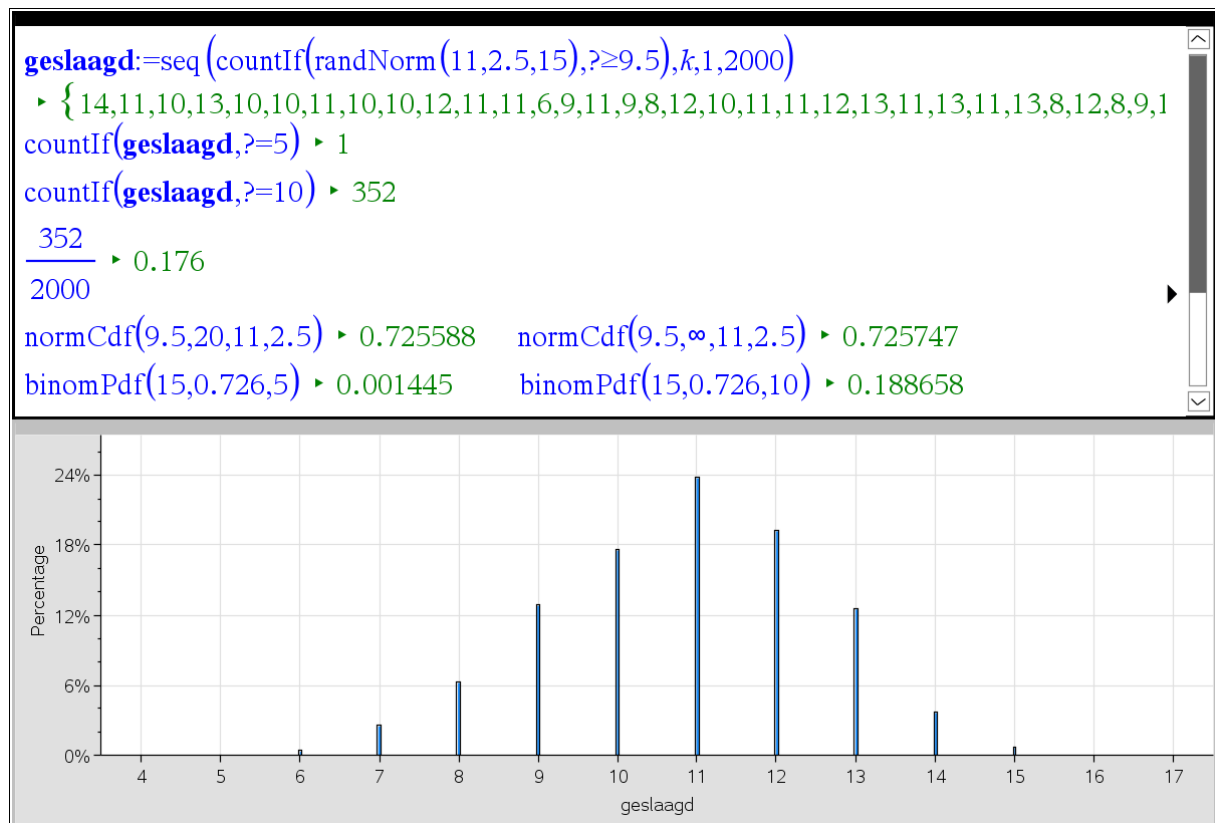 geslaagd:=seq(countIf(randNorm(11,2.5,15),?≥9.5),k,1,2000)
▸ {14,11,10,13,10,10,11,10,10,12,11,11,6,9,11,9,8,12,10,11,11,12,13,11,13,11,13,8,12,8,9,1
countIf(geslaagd,?=5) ▸ 1
countIf(geslaagd,?=10) ▸ 352
352
2000
▸ 0.176
normCdf(9.5,20,11,2.5) ▸ 0.725588 normCdf(9.5,∞,11,2.5) ▸ 0.725747
binomPdf(15,0.726,5) ▸ 0.001445 binomPdf(15,0.726,10) ▸ 0.188658
Percentage
24%
18%
12%
6%
0%
4 5 6 7 8 9 10 11 12 13 14 15 16 17
geslaagd